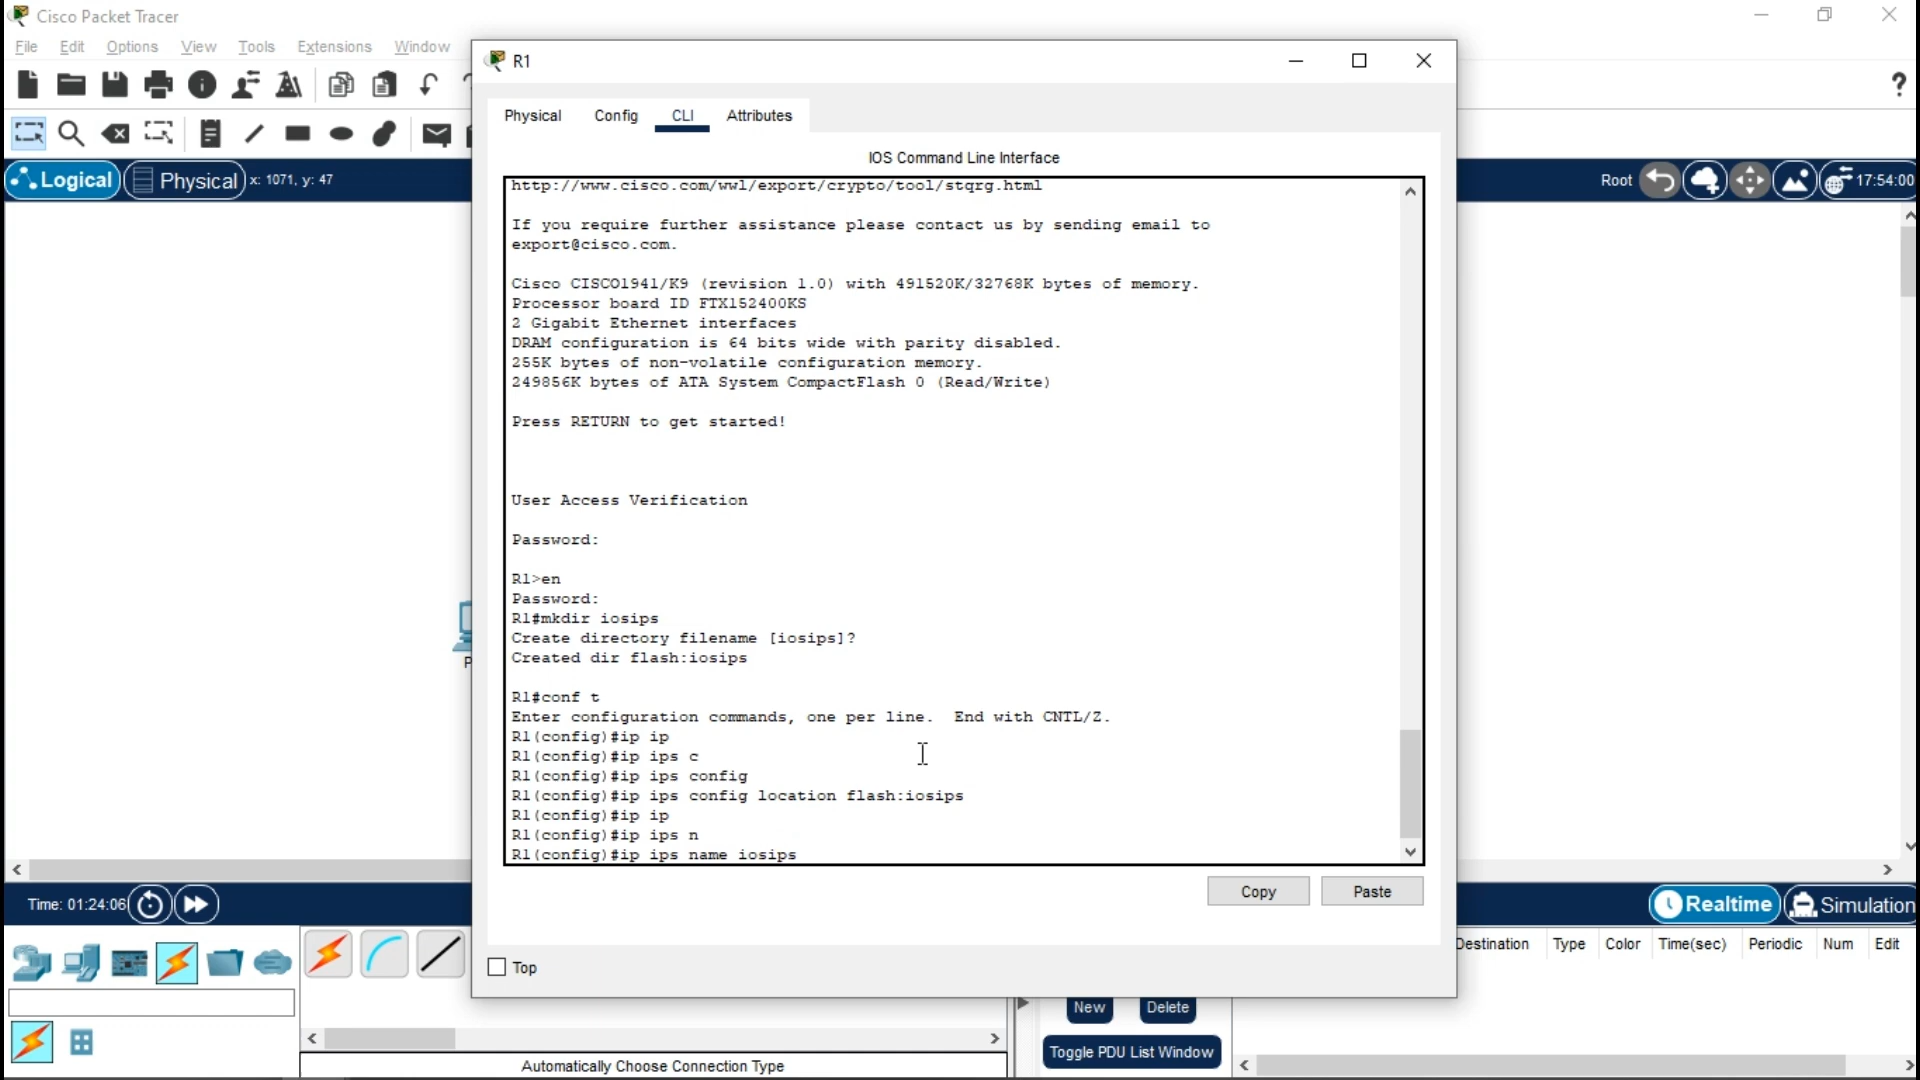 Cisco Packet Tracer
File Edit Options View Tools Extensions Window
R1
Physical Config CLI Attributes
IOS Command Line Interface
Logical Physical x: 1071, y: 47
Root 17:54:00
http://www.cisco.com/wwl/export/crypto/tool/stqrg.html
If you require further assistance please contact us by sending email to
export@cisco.com.
Cisco CISCO1941/K9 (revision 1.0) with 491520K/32768K bytes of memory.
Processor board ID FTX152400KS
2 Gigabit Ethernet interfaces
DRAM configuration is 64 bits wide with parity disabled.
255K bytes of non-volatile configuration memory.
249856K bytes of ATA System CompactFlash 0 (Read/Write)
Press RETURN to get started!
User Access Verification
Password:
R1>en
Password:
R1#mkdir iosips
Create directory filename [iosips]?
Created dir flash:iosips
R1#conf t
Enter configuration commands, one per line.  End with CNTL/Z.
R1(config)#ip ip
R1(config)#ip ips c
R1(config)#ip ips config
R1(config)#ip ips config location flash:iosips
R1(config)#ip ip
R1(config)#ip ips n
R1(config)#ip ips name iosips
P
Copy Paste
Top
Time: 01:24:06
Realtime Simulation
Destination Type Color Time(sec) Periodic Num Edit
New Delete
Toggle PDU List Window
Automatically Choose Connection Type